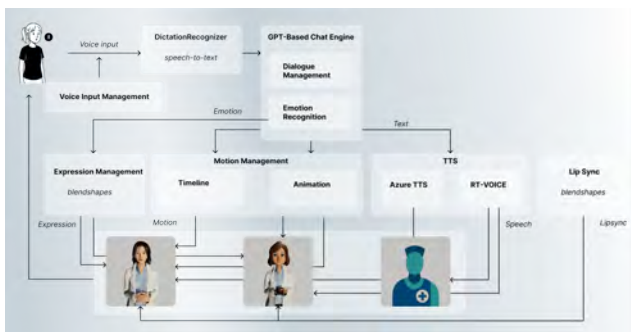 Voice input
DictationRecognizer
speech-to-text
GPT-Based Chat Engine
Dialogue
Management
Emotion
Recognition
Voice Input Management
Emotion
Text
Expression Management
blendshapes
Motion Management
Timeline
Animation
TTS
Azure TTS
RT-VOICE
Lip Sync
blendshapes
Expression
Motion
Speech
Lipsync